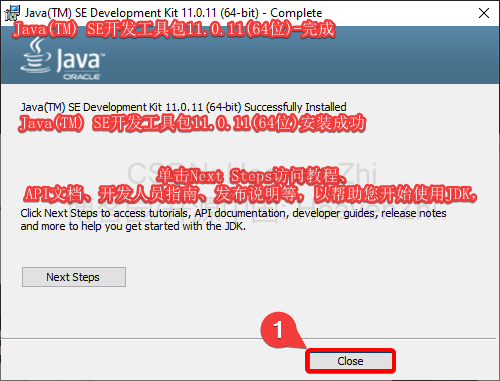 Java(TM) SE Development Kit 11.0.11 (64-bit) - Complete
Java(TM) SE开发工具包11.0.11(64位)-完成
Java
ORACLE
Java(TM) SE Development Kit 11.0.11 (64-bit) Successfully Installed
Java(TM) SE开发工具包11.0.11(64位)安装成功
单击Next Steps访问教程、
API文档、开发人员指南、发布说明等，以帮助您开始使用JDK,
Click Next Steps to access tutorials, API documentation, developer guides, release notes
and more to help you get started with the JDK.
Next Steps
1
Close